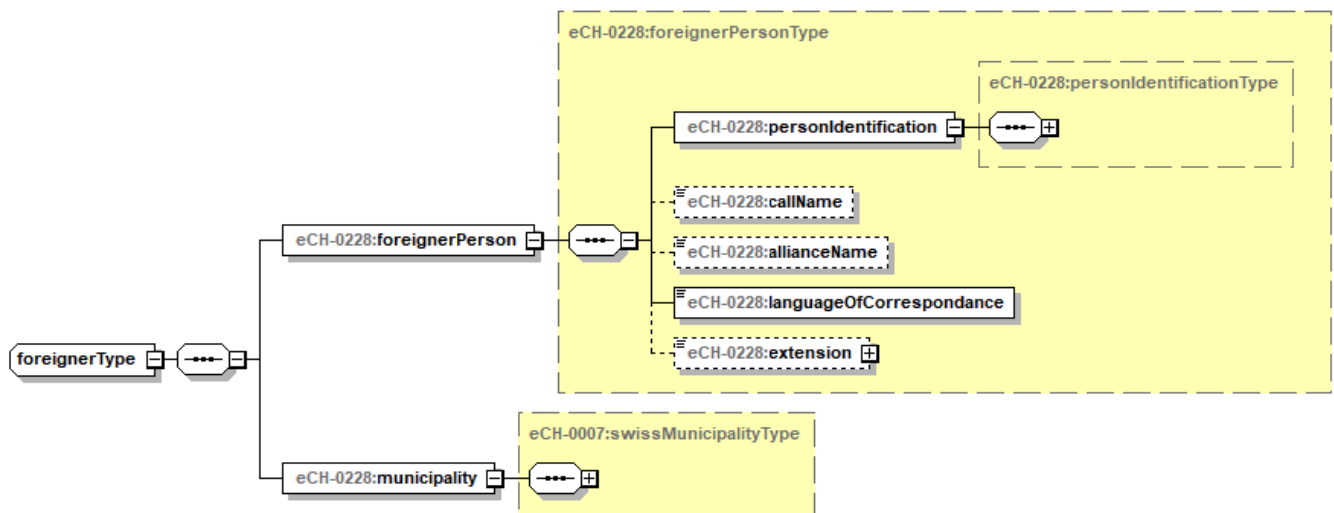 eCH-0228:foreignerPersonType
eCH-0228:personIdentificationType
eCH-0228:personIdentification
eCH-0228:callName
eCH-0228:foreignerPerson
eCH-0228:allianceName
eCH-0228:languageOfCorrespondance
eCH-0228:extension
foreignerType
eCH-0007:swissMunicipalityType
eCH-0228:municipality